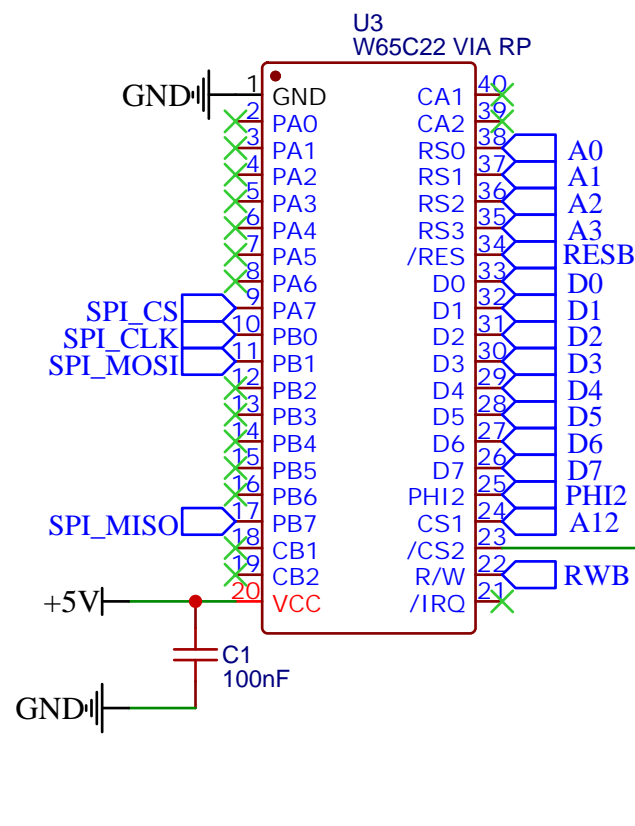 U3
W65C22 VIA RP
GND 1 GND CA1 40
2 PA0 CA2 39
3 PA1 RS0 38 A0
4 PA2 RS1 37 A1
5 PA3 RS2 36 A2
6 PA4 RS3 35 A3
7 PA5 /RES 34 RESB
8 PA6 D0 33 D0
SPI_CS 9 PA7 D1 32 D1
SPI_CLK 10 PB0 D2 31 D2
SPI_MOSI 11 PB1 D3 30 D3
12 PB2 D4 29 D4
13 PB3 D5 28 D5
14 PB4 D6 27 D6
15 PB5 D7 26 D7
16 PB6 PHI2 25 PHI2
SPI_MISO 17 PB7 CS1 24 A12
18 CB1 /CS2 23
19 CB2 R/W 22 RWB
+5V 20 VCC /IRQ 21
C1
100nF
GND